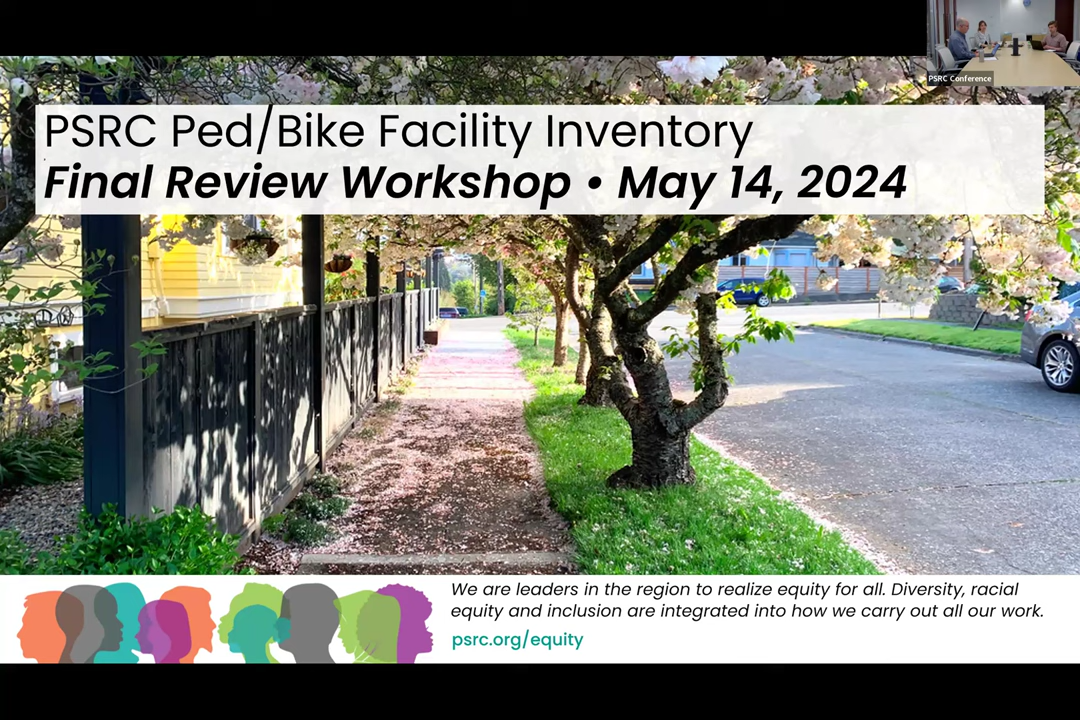 PSRC Conference
PSRC Ped/Bike Facility Inventory
Final Review Workshop • May 14, 2024
We are leaders in the region to realize equity for all. Diversity, racial
equity and inclusion are integrated into how we carry out all our work.
psrc.org/equity